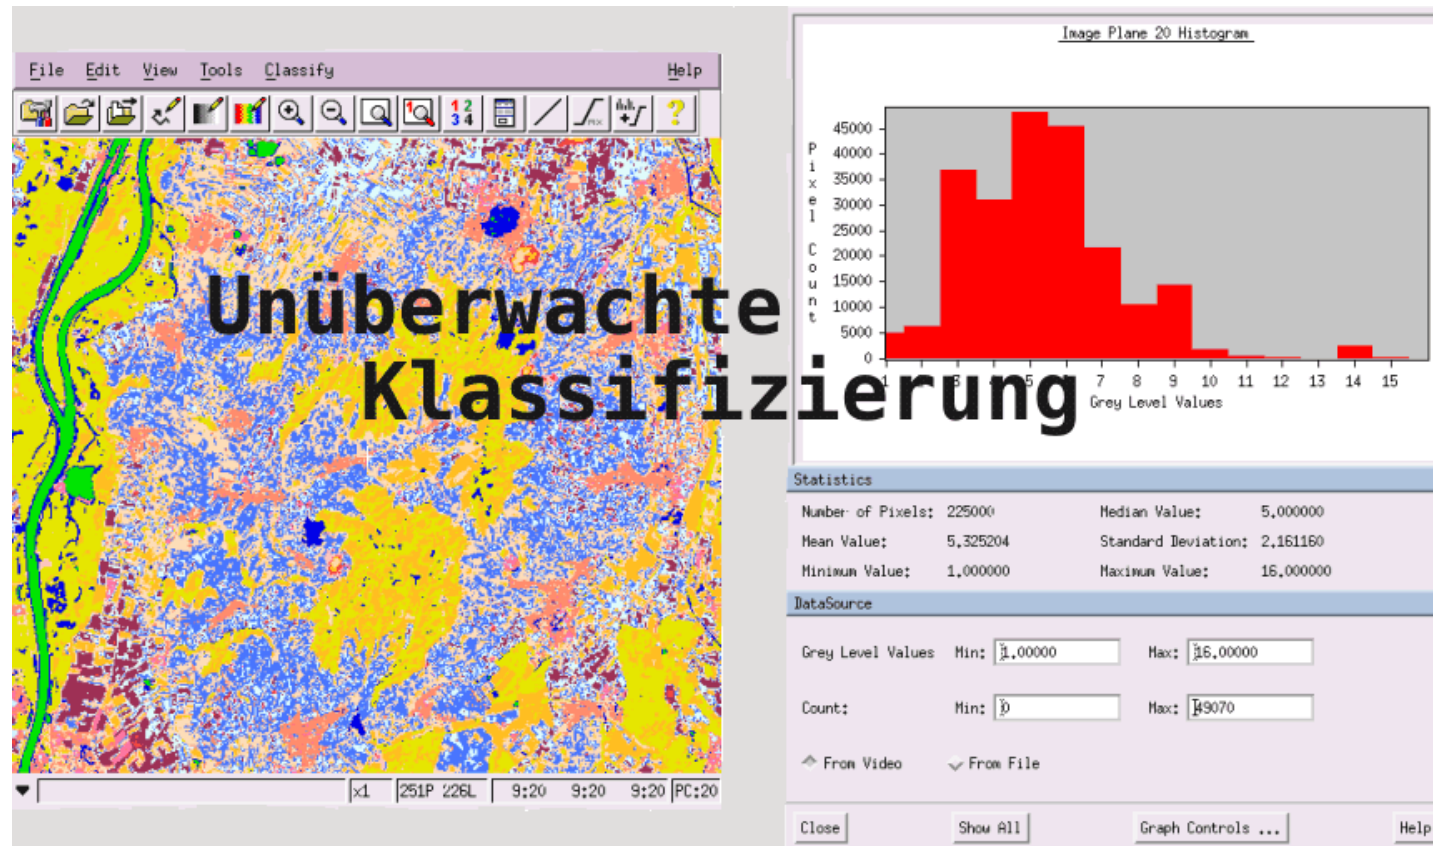 File Edit View Tools Classify Help
Unüberwachte
Klassifizierung
x1 251P 226L 9:20 9:20 9:20 PC:20
Image Plane 20 Histogram
Pixel Count
45000
40000
35000
30000
25000
20000
15000
10000
5000
0
1 3 4 5 7 8 9 10 11 12 13 14 15
Grey Level Values
Statistics
Number of Pixels: 225000 Median Value: 5.000000
Mean Value: 5.325204 Standard Deviation: 2.161160
Minimum Value: 1.000000 Maximum Value: 16.000000
DataSource
Grey Level Values Min: 1.00000 Max: 16.00000
Count: Min: 0 Max: 49070
From Video From File
Close Show All Graph Controls ... Help